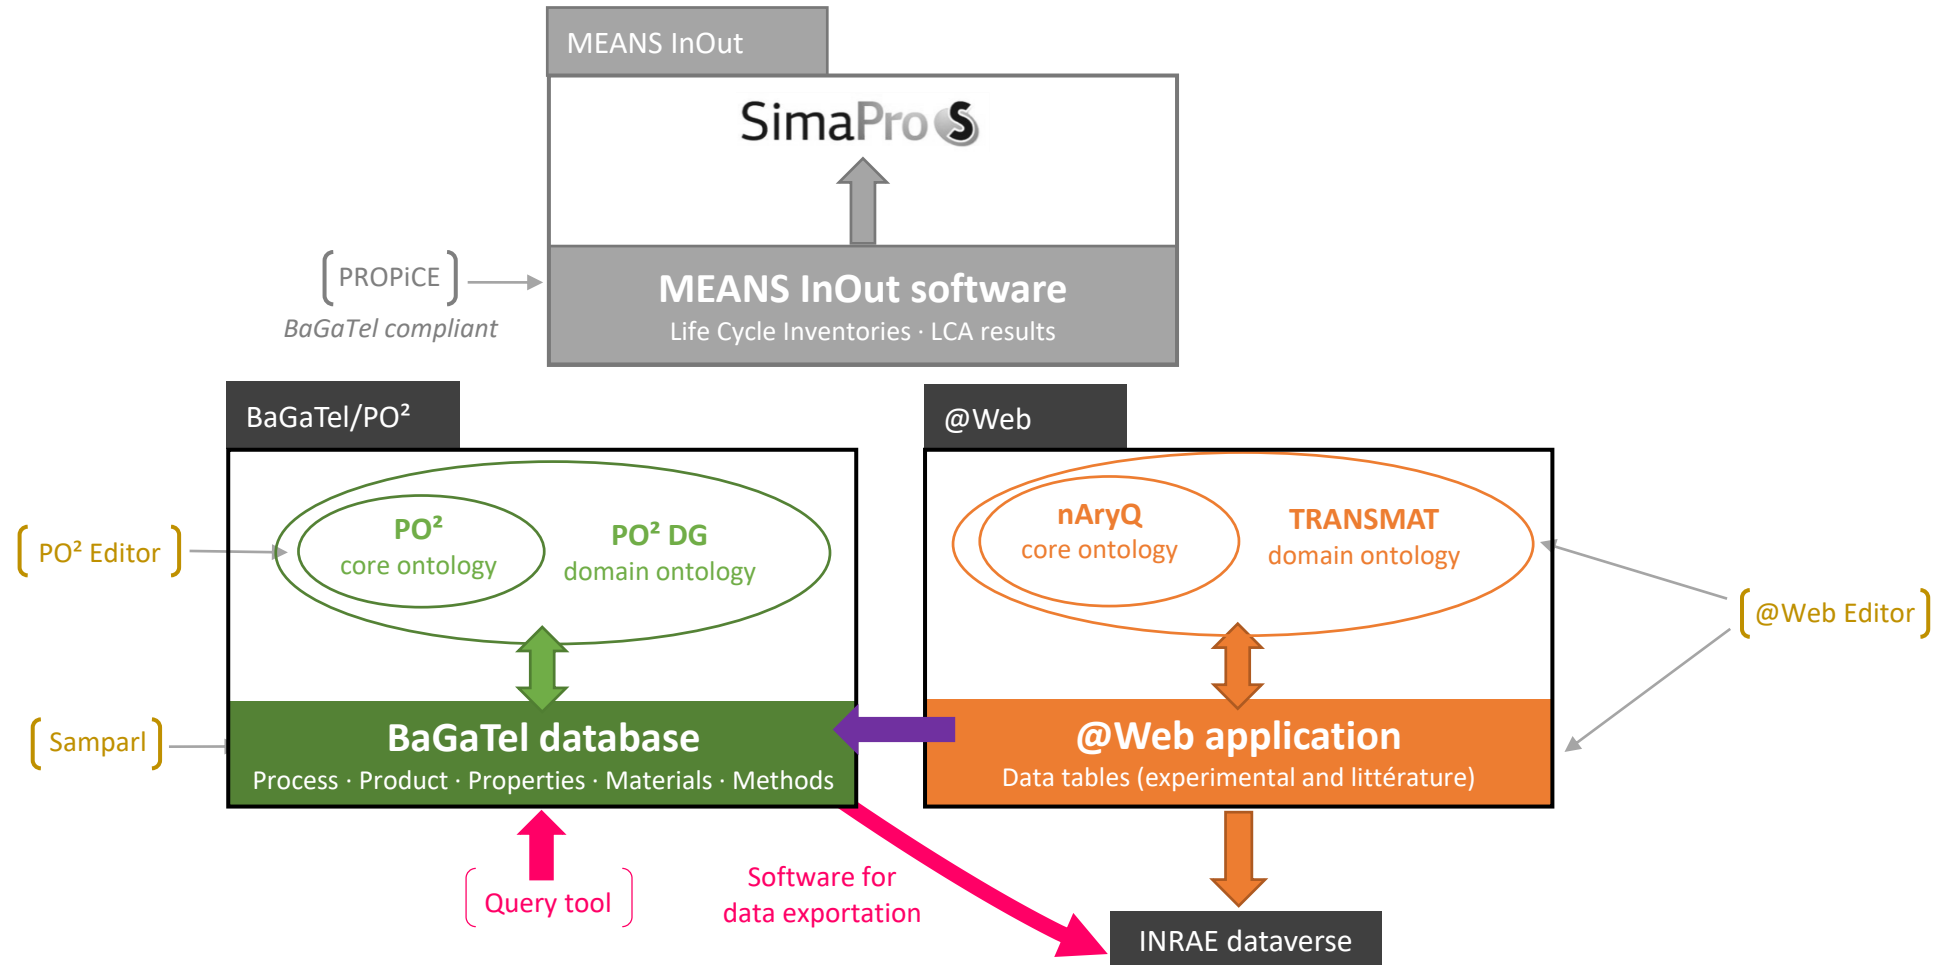 MEANS InOut
SimaPro S
PROPiCE
BaGaTel compliant
MEANS InOut software
Life Cycle Inventories · LCA results
BaGaTel/PO²
@Web
PO²
core ontology
PO² DG
domain ontology
nAryQ
core ontology
TRANSMAT
domain ontology
PO² Editor
@Web Editor
Samparl
BaGaTel database
Process · Product · Properties · Materials · Methods
@Web application
Data tables (experimental and littérature)
Query tool
Software for
data exportation
INRAE dataverse